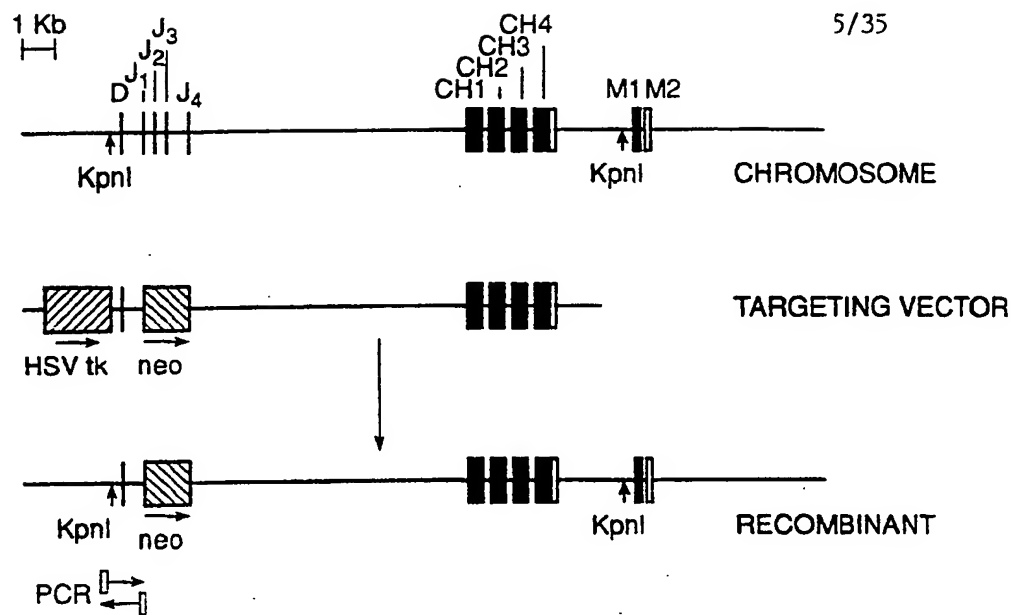 1 Kb
5/35
D J1 J2 J3 J4
CH1 CH2 CH3 CH4
M1 M2
KpnI
KpnI
CHROMOSOME
TARGETING VECTOR
HSV tk
neo
KpnI
neo
KpnI
RECOMBINANT
PCR